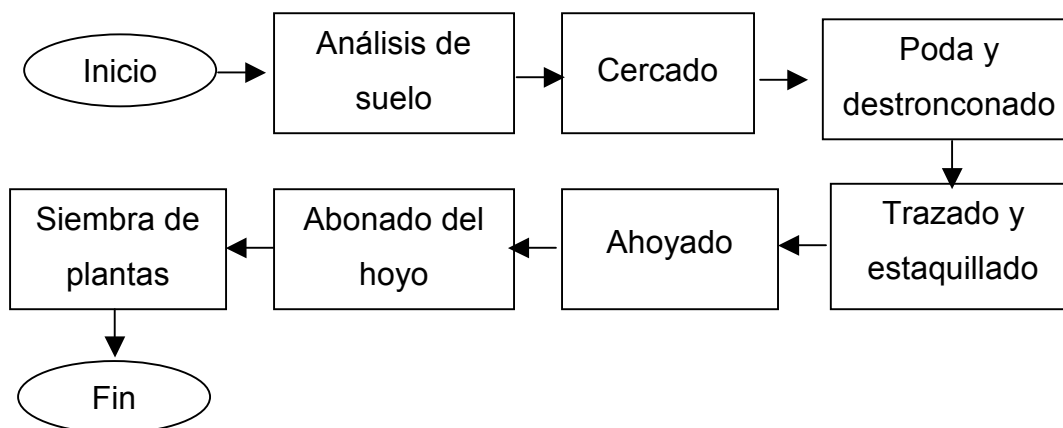 Inicio
Análisis de
suelo
Cercado
Poda y
destronconado
Trazado y
estaquillado
Ahoyado
Abonado del
hoyo
Siembra de
plantas
Fin